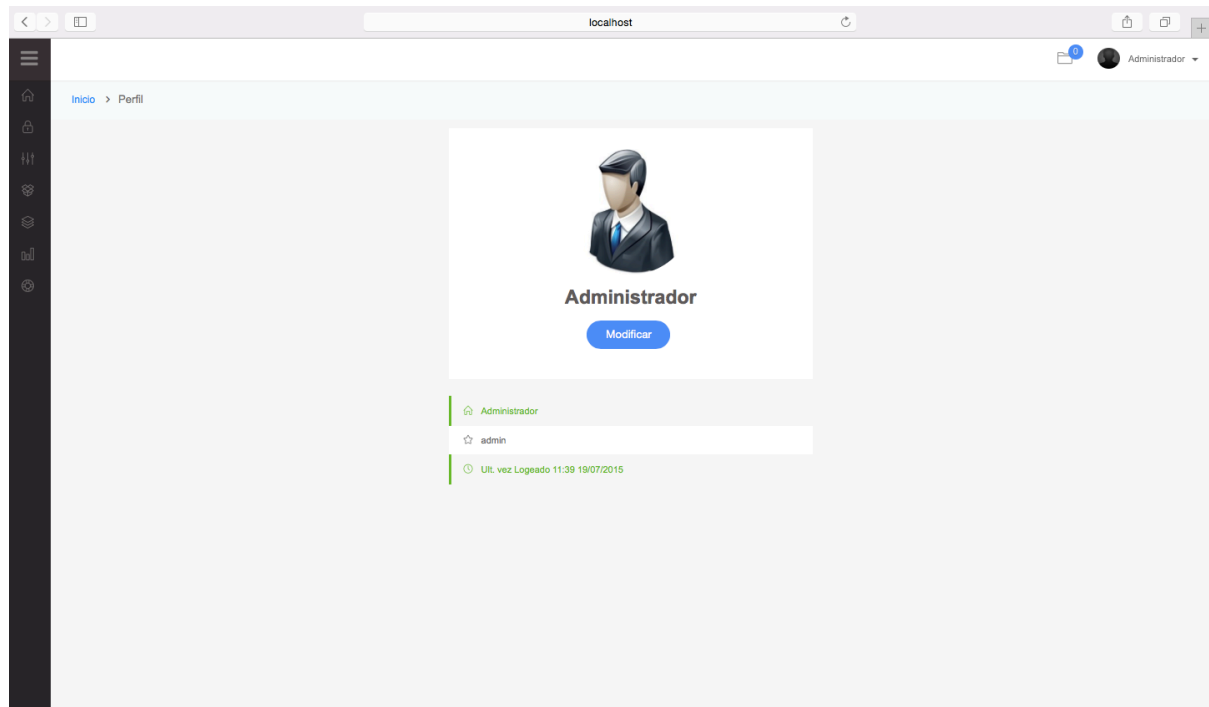 localhost
0
Administrador
Inicio > Perfil
Administrador
Modificar
Administrador
admin
Ult. vez Logeado 11:39 19/07/2015